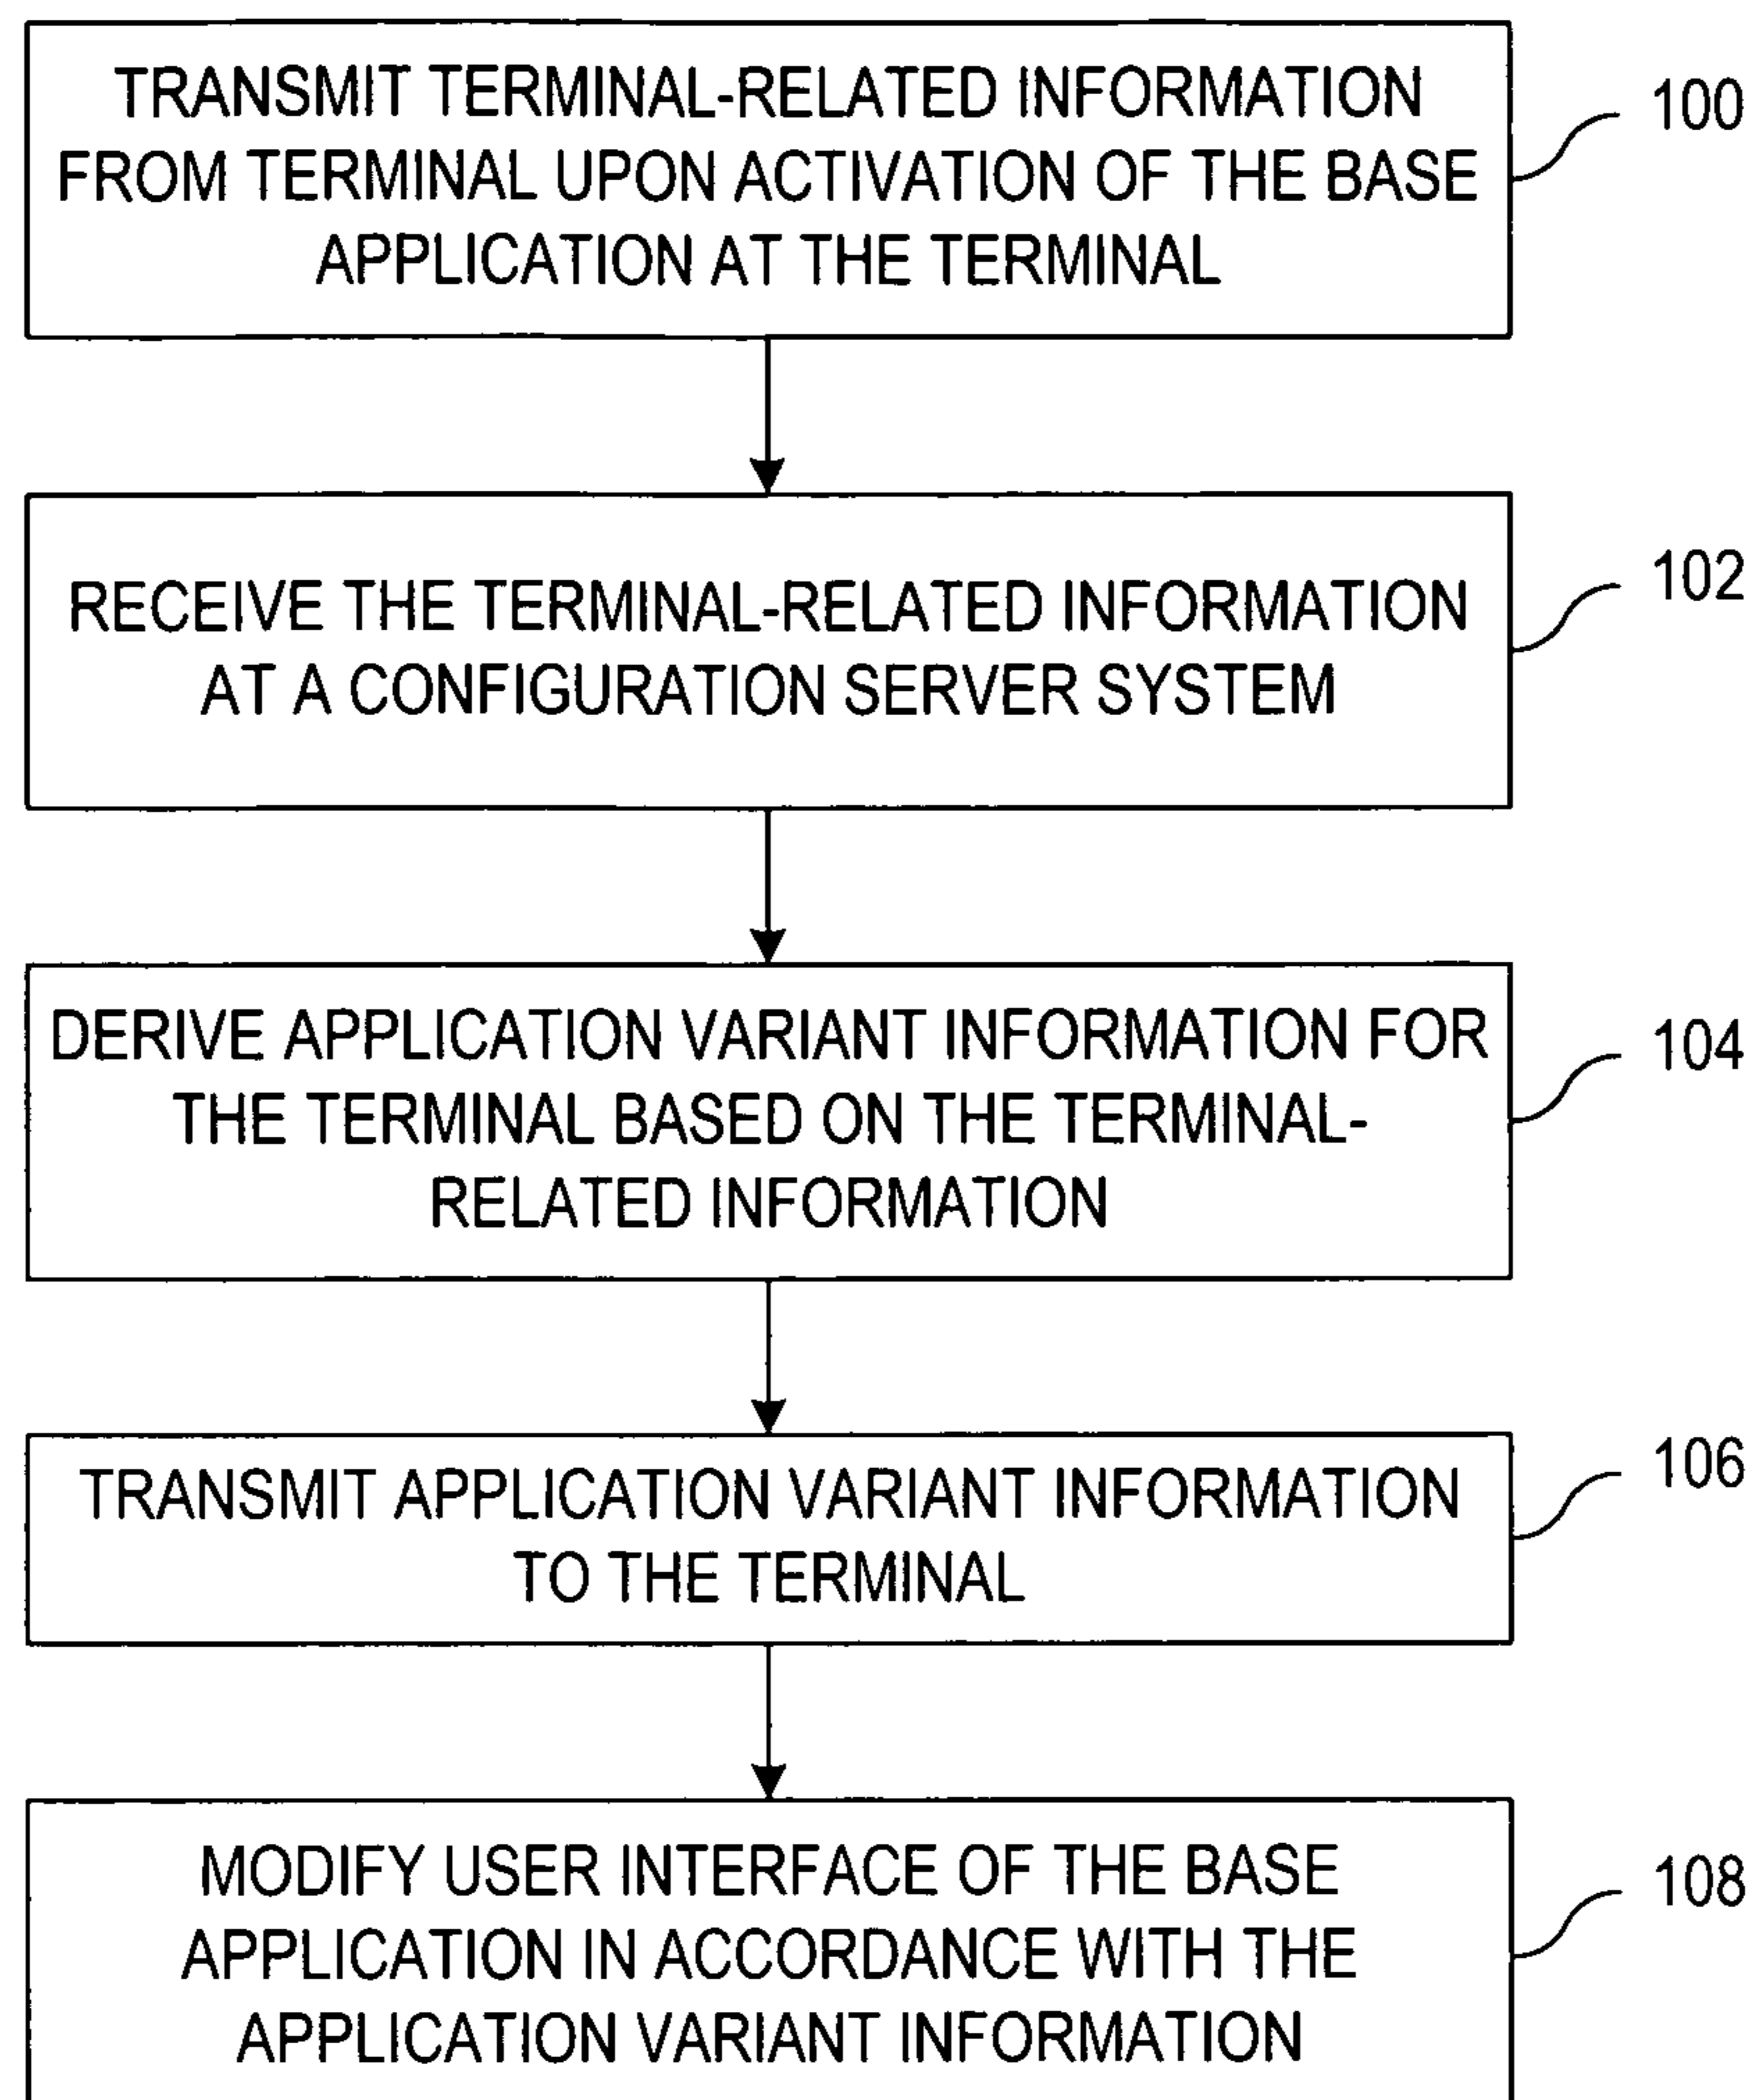 TRANSMIT TERMINAL-RELATED INFORMATION
FROM TERMINAL UPON ACTIVATION OF THE BASE
APPLICATION AT THE TERMINAL
100
RECEIVE THE TERMINAL-RELATED INFORMATION
AT A CONFIGURATION SERVER SYSTEM
102
DERIVE APPLICATION VARIANT INFORMATION FOR
THE TERMINAL BASED ON THE TERMINAL-
RELATED INFORMATION
104
TRANSMIT APPLICATION VARIANT INFORMATION
TO THE TERMINAL
106
MODIFY USER INTERFACE OF THE BASE
APPLICATION IN ACCORDANCE WITH THE
APPLICATION VARIANT INFORMATION
108